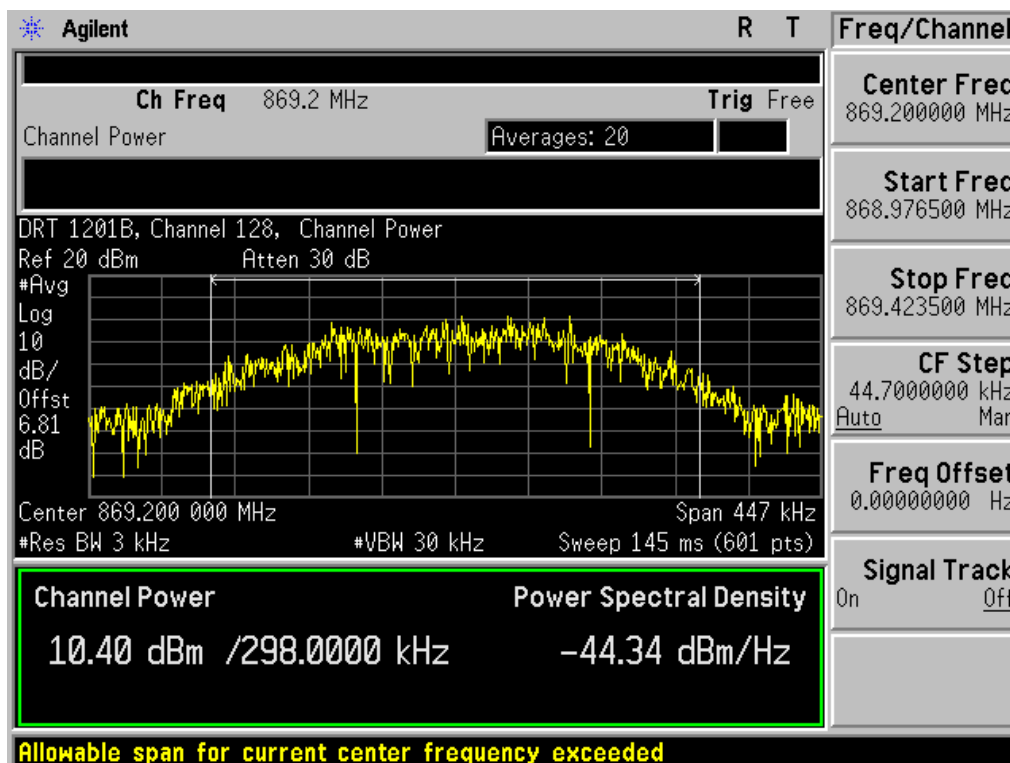 Agilent R T
Freq/Channel
Ch Freq 869.2 MHz Trig Free
Channel Power Averages: 20
DRT 1201B, Channel 128, Channel Power
Ref 20 dBm Atten 30 dB
#Avg
Log
10
dB/
Offst
6.81
dB
Center 869.200 000 MHz Span 447 kHz
#Res BW 3 kHz #VBW 30 kHz Sweep 145 ms (601 pts)
Channel Power Power Spectral Density
10.40 dBm /298.0000 kHz -44.34 dBm/Hz
Allowable span for current center frequency exceeded
Center Freq
869.200000 MHz
Start Freq
868.976500 MHz
Stop Freq
869.423500 MHz
CF Step
44.7000000 kHz
Auto Man
Freq Offset
0.00000000 Hz
Signal Track
On Off